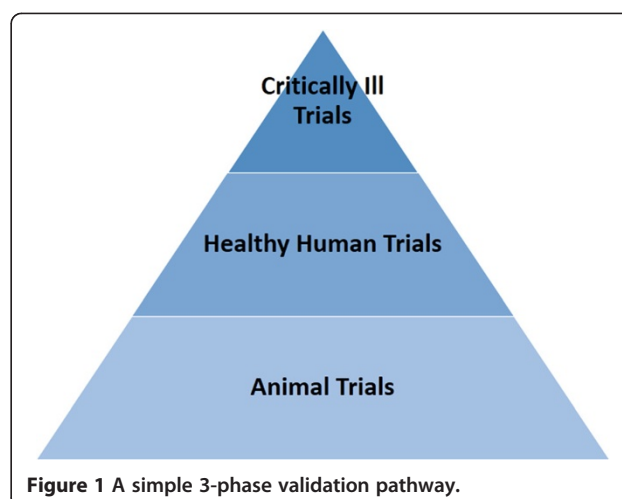 Critically Ill
Trials
Healthy Human Trials
Animal Trials
Figure 1 A simple 3-phase validation pathway.